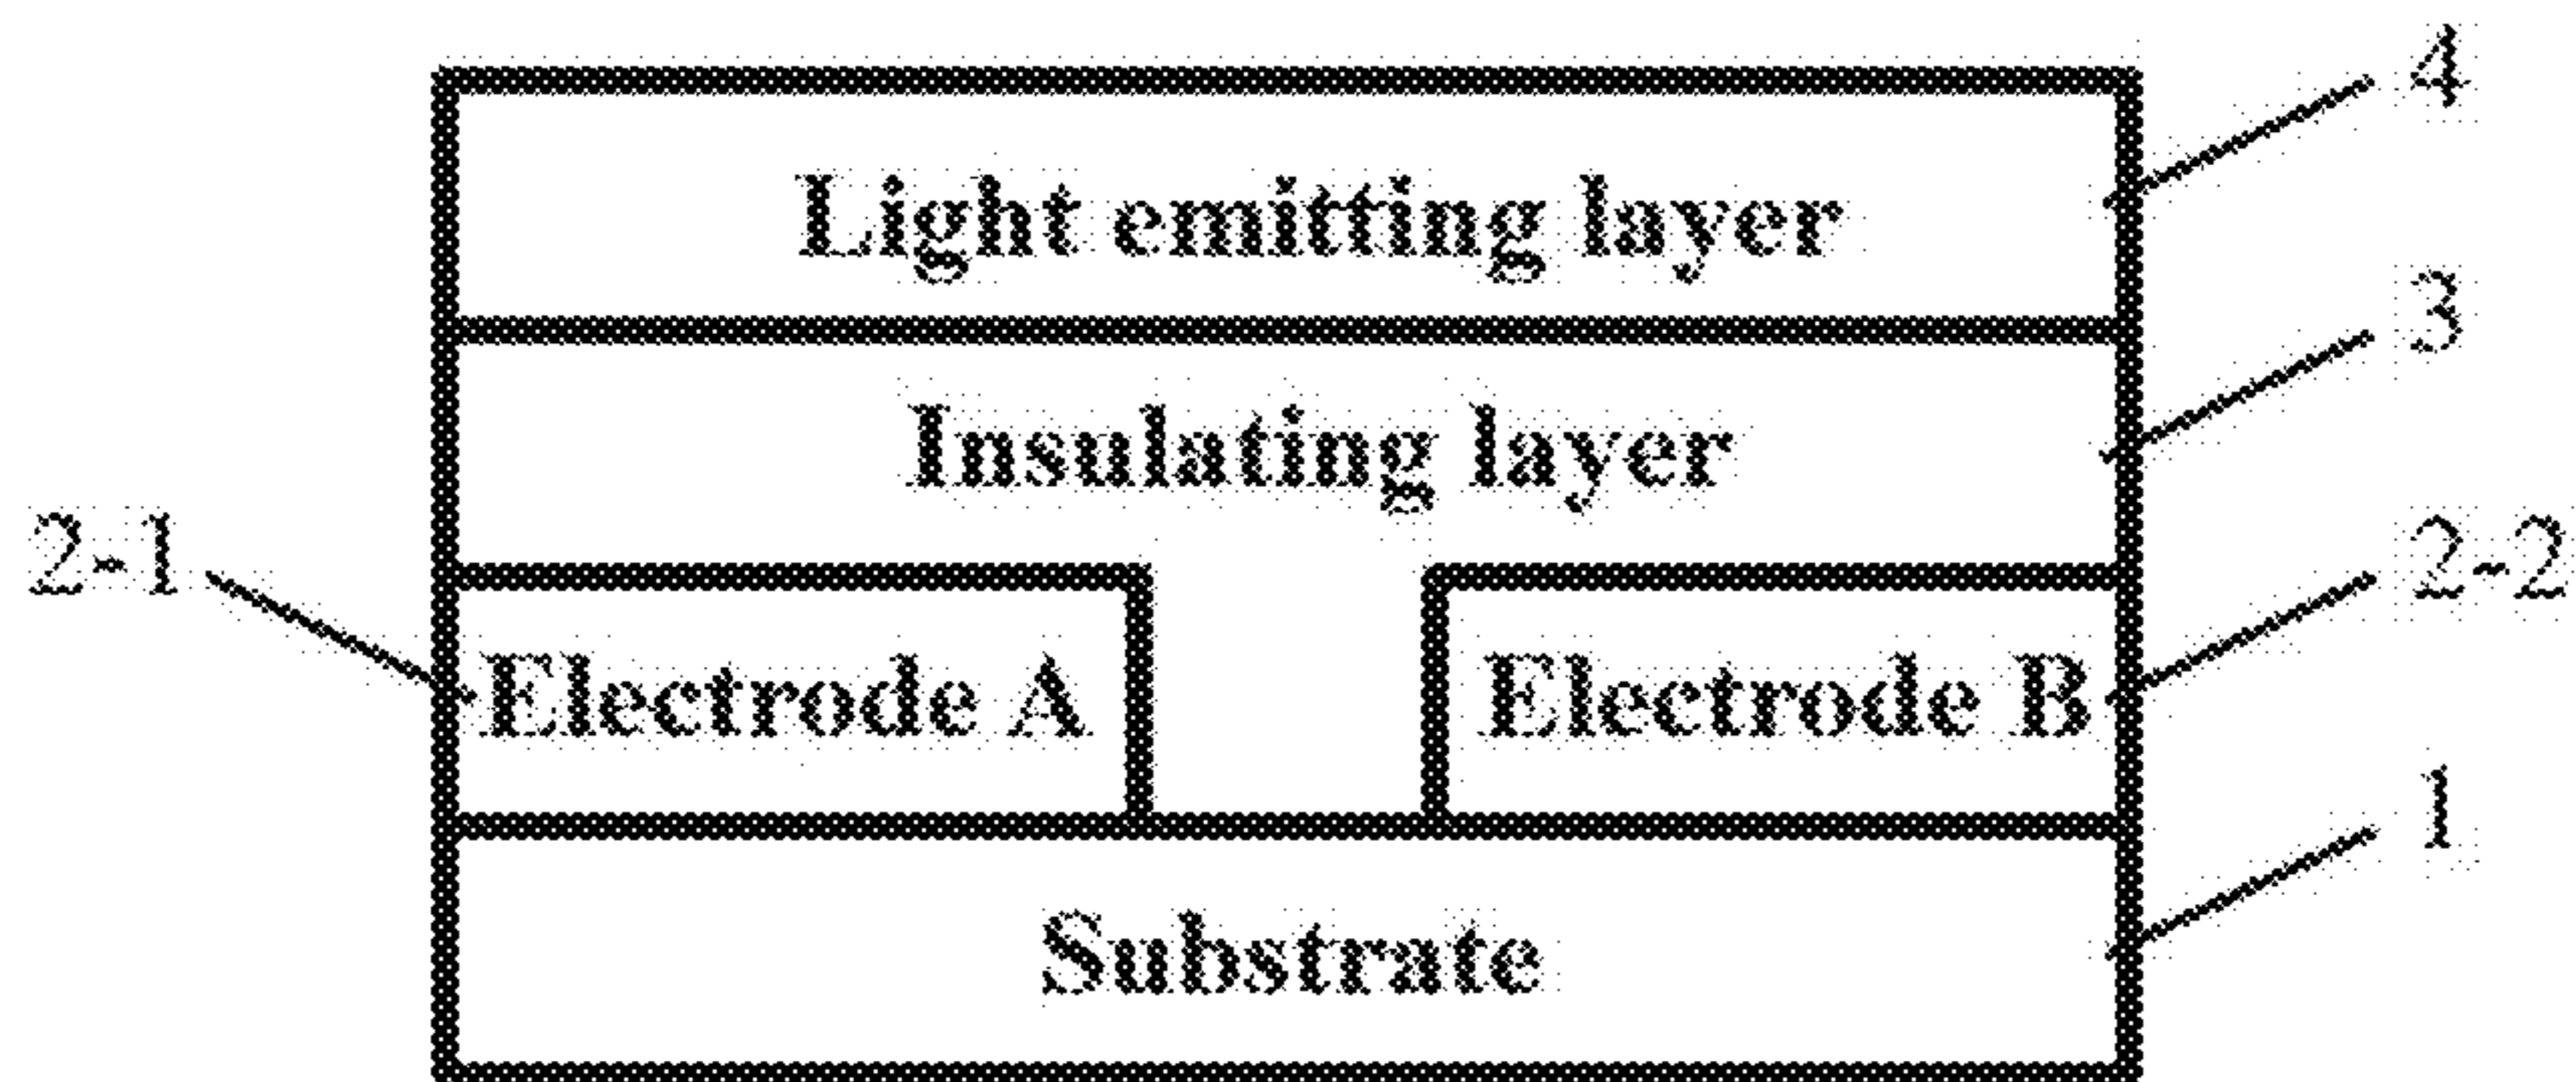 4
Light emitting layer
3
Insulating layer
2-1
2-2
Electrode A
Electrode B
1
Substrate